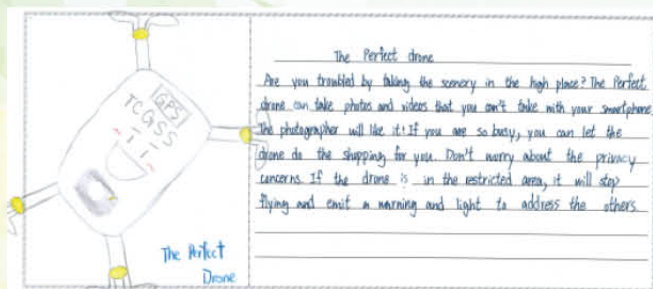 GPS
TCGSS
The Perfect
Drone
The Perfect drone
Are you troubled by taking the scenery in the high place? The Perfect
drone can take photos and videos that you can't take with your smartphone.
The photographer will like it! If you are so busy, you can let the
drone do the shopping for you. Don't worry about the privacy
concerns. If the drone is in the restricted area, it will stop
flying and emit a warning and light to address the others.